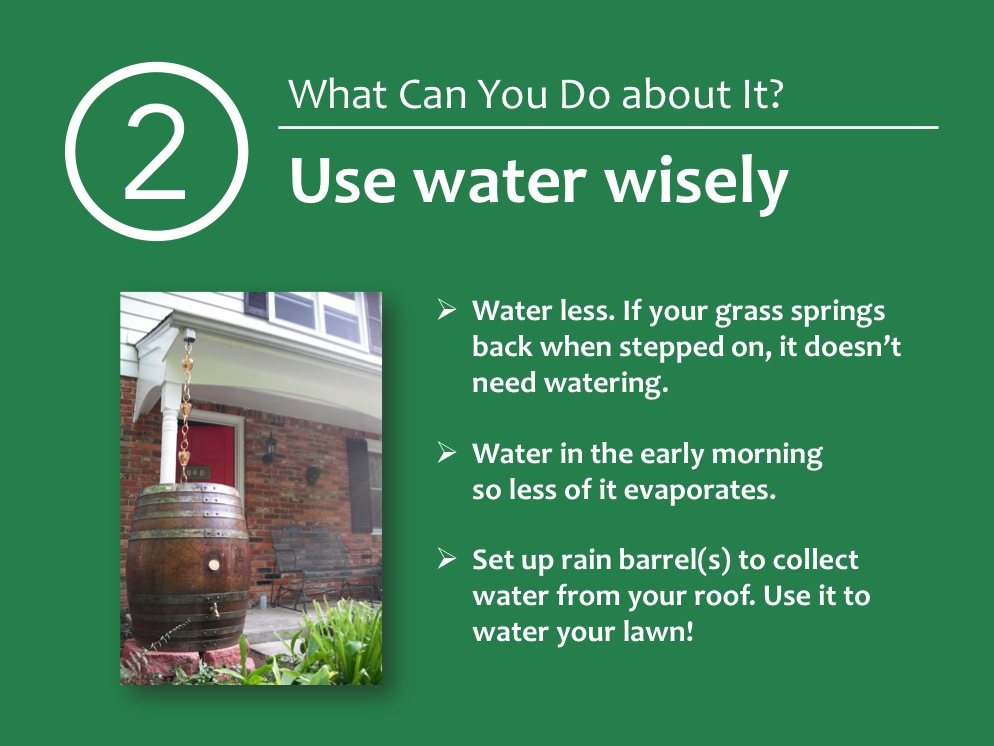 2
What Can You Do about It?
Use water wisely
➢ Water less. If your grass springs
back when stepped on, it doesn’t
need watering.
➢ Water in the early morning
so less of it evaporates.
➢ Set up rain barrel(s) to collect
water from your roof. Use it to
water your lawn!